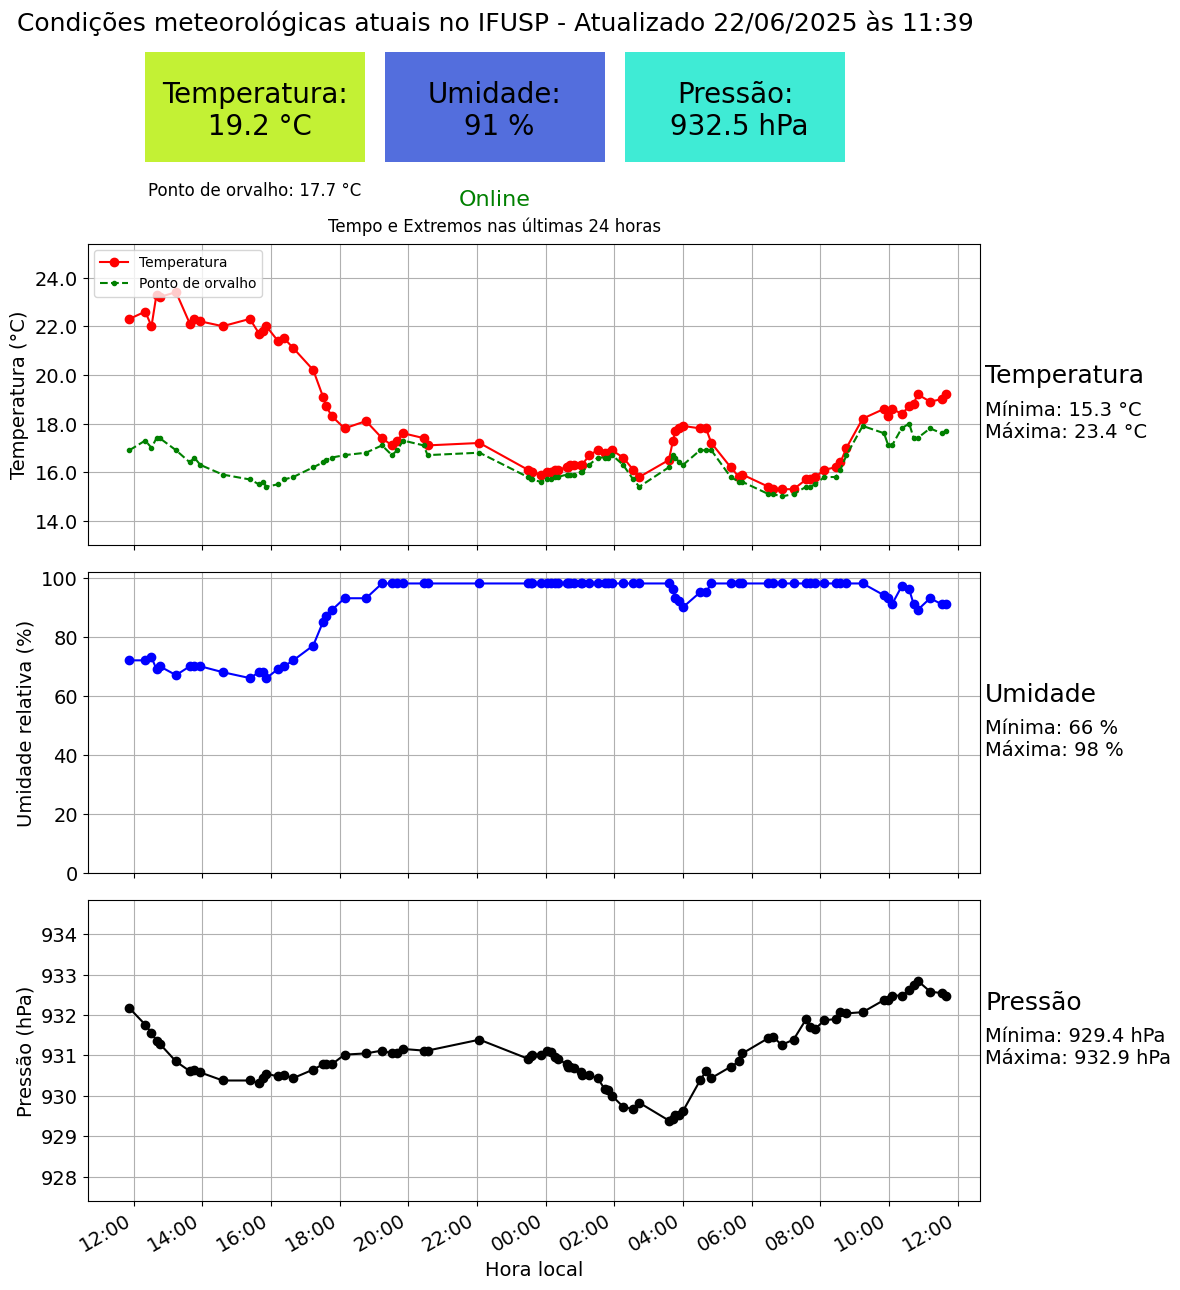 Condições meteorológicas atuais no IFUSP - Atualizado 22/06/2025 às 11:39
Temperatura:
19.2 °C
Umidade:
91 %
Pressão:
932.5 hPa
Ponto de orvalho: 17.7 °C
Online
Tempo e Extremos nas últimas 24 horas
Temperatura
Ponto de orvalho
Temperatura (°C)
24.0
22.0
20.0
18.0
16.0
14.0
Temperatura
Mínima: 15.3 °C
Máxima: 23.4 °C
Umidade relativa (%)
100
80
60
40
20
0
Umidade
Mínima: 66 %
Máxima: 98 %
Pressão (hPa)
934
933
932
931
930
929
928
Pressão
Mínima: 929.4 hPa
Máxima: 932.9 hPa
12:00
14:00
16:00
18:00
20:00
22:00
00:00
02:00
04:00
06:00
08:00
10:00
12:00
Hora local